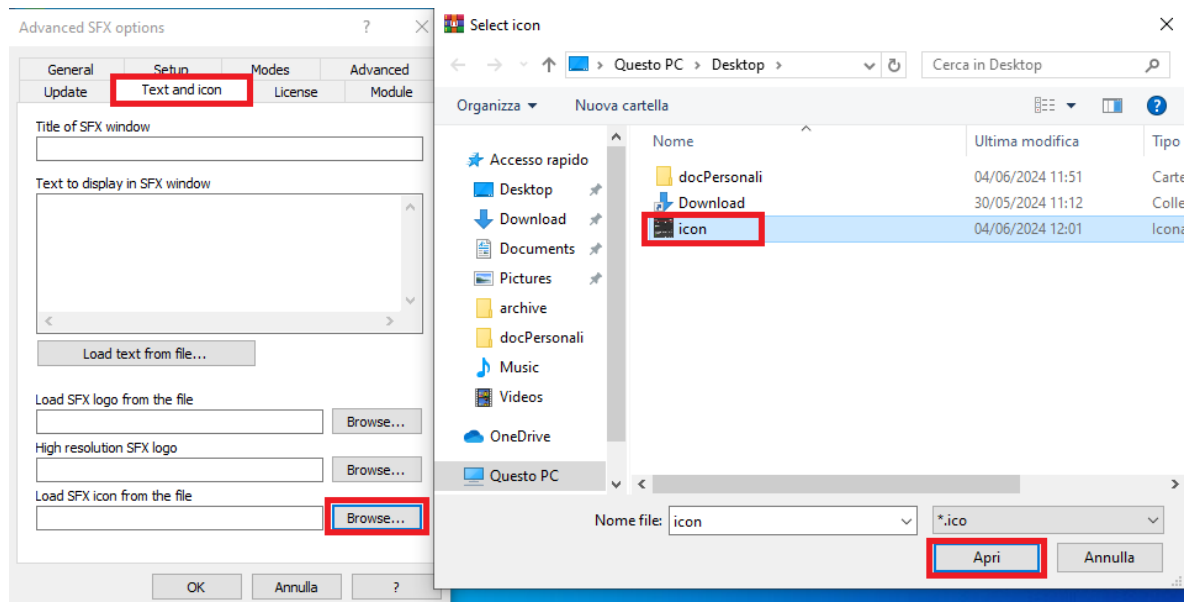 Advanced SFX options ?
General Setup Modes Advanced
Update Text and icon License Module
Title of SFX window
Text to display in SFX window
Load text from file...
Load SFX logo from the file
Browse...
High resolution SFX logo
Browse...
Load SFX icon from the file
Browse...
OK Annulla ?
Select icon
Questo PC > Desktop >
Cerca in Desktop
Organizza Nuova cartella
?
Accesso rapido
Desktop
Download
Documents
Pictures
archive
docPersonali
Music
Videos
OneDrive
Questo PC
Nome Ultima modifica Tipo
docPersonali 04/06/2024 11:51 Carte
Download 30/05/2024 11:12 Colle
icon 04/06/2024 12:01 Icona
Nome file: icon *.ico
Apri Annulla